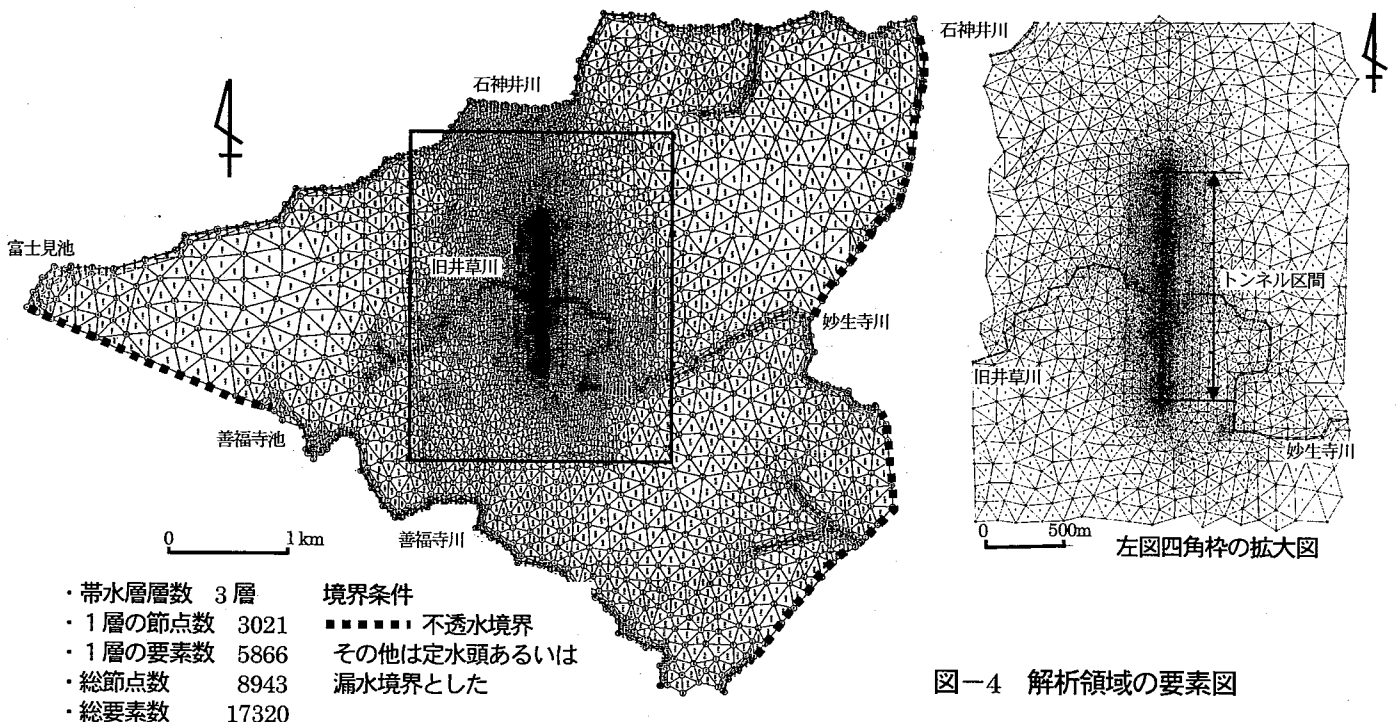 石神井川
富士見池
旧井草川
妙生寺川
善福寺池
善福寺川
0 1 km
・帯水層層数 3 層
・1層の節点数 3021
・1層の要素数 5866
・総節点数 8943
・総要素数 17320
境界条件
不透水境界
その他は定水頭あるいは
漏水境界とした
石神井川
トンネル区間
旧井草川
妙生寺川
0 500m
左図四角枠の拡大図
図－4 解析領域の要素図